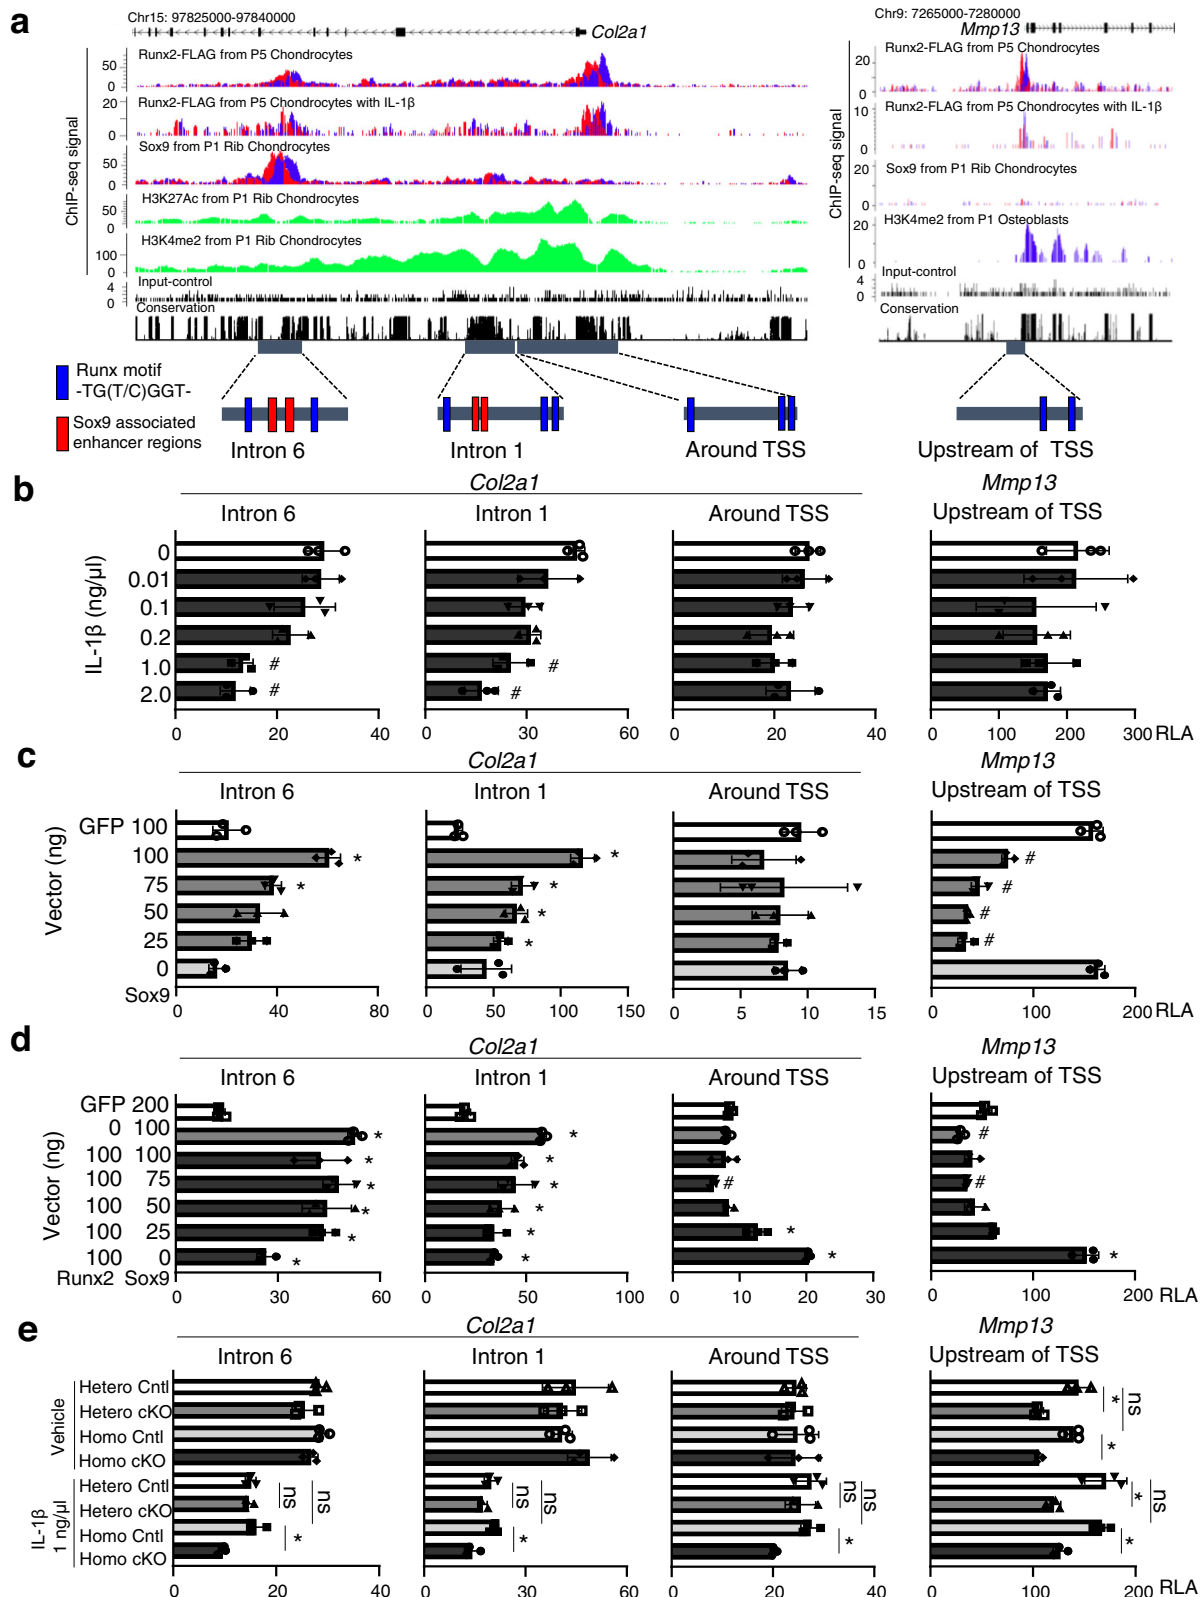 a
Chr15: 97825000-97840000
Col2a1
Chr9: 7265000-7280000
Mmp13
ChIP-seq signal
Runx2-FLAG from P5 Chondrocytes
50
0
Runx2-FLAG from P5 Chondrocytes with IL-1β
20
0
Sox9 from P1 Rib Chondrocytes
50
0
H3K27Ac from P1 Rib Chondrocytes
50
0
H3K4me2 from P1 Rib Chondrocytes
100
0
Input-control
4
0
Conservation
ChIP-seq signal
Runx2-FLAG from P5 Chondrocytes
20
0
Runx2-FLAG from P5 Chondrocytes with IL-1β
10
0
Sox9 from P1 Rib Chondrocytes
20
0
H3K4me2 from P1 Osteoblasts
20
0
Input-control
4
0
Conservation
Runx motif
-TG(T/C)GGT-
Sox9 associated
enhancer regions
Intron 6
Intron 1
Around TSS
Upstream of TSS
b
Col2a1
Mmp13
Intron 6
Intron 1
Around TSS
Upstream of TSS
IL-1β (ng/μl)
0
0.01
0.1
0.2
1.0 # #
2.0 # #
0 20 40
0 30 60
0 20 40
0 100 200 300 RLA
c
Col2a1
Mmp13
Intron 6
Intron 1
Around TSS
Upstream of TSS
Vector (ng)
GFP 100
100 * * #
75 * * #
50 * #
25 * #
0
Sox9
0 40 80
0 50 100 150
0 5 10 15
0 100 200 RLA
d
Col2a1
Mmp13
Intron 6
Intron 1
Around TSS
Upstream of TSS
Vector (ng)
GFP 200
0 100 * * #
100 100 * *
100 75 * * # #
100 50 * *
100 25 * * *
100 0 * * * *
Runx2 Sox9
0 30 60
0 50 100
0 10 20 30
0 100 200 RLA
e
Col2a1
Mmp13
Intron 6
Intron 1
Around TSS
Upstream of TSS
Vehicle
Hetero Cntl
Hetero cKO
Homo Cntl
Homo cKO
* ns
*
IL-1β
1 ng/μl
Hetero Cntl
Hetero cKO
Homo Cntl
Homo cKO
ns ns
*
ns ns
*
ns ns
*
* ns
*
0 20 40
0 20 40 60
0 20 40
0 100 200
RLA